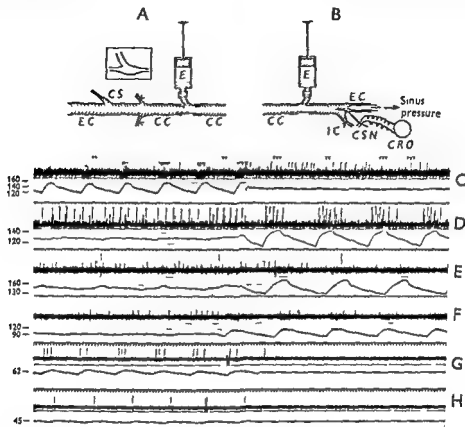 A B
E E
CS EC Sinus pressure
EC CC CC CC IC CSN CRO
160 140 120 C
140 120 D
160 130 E
120 90 F
65 G
45 H